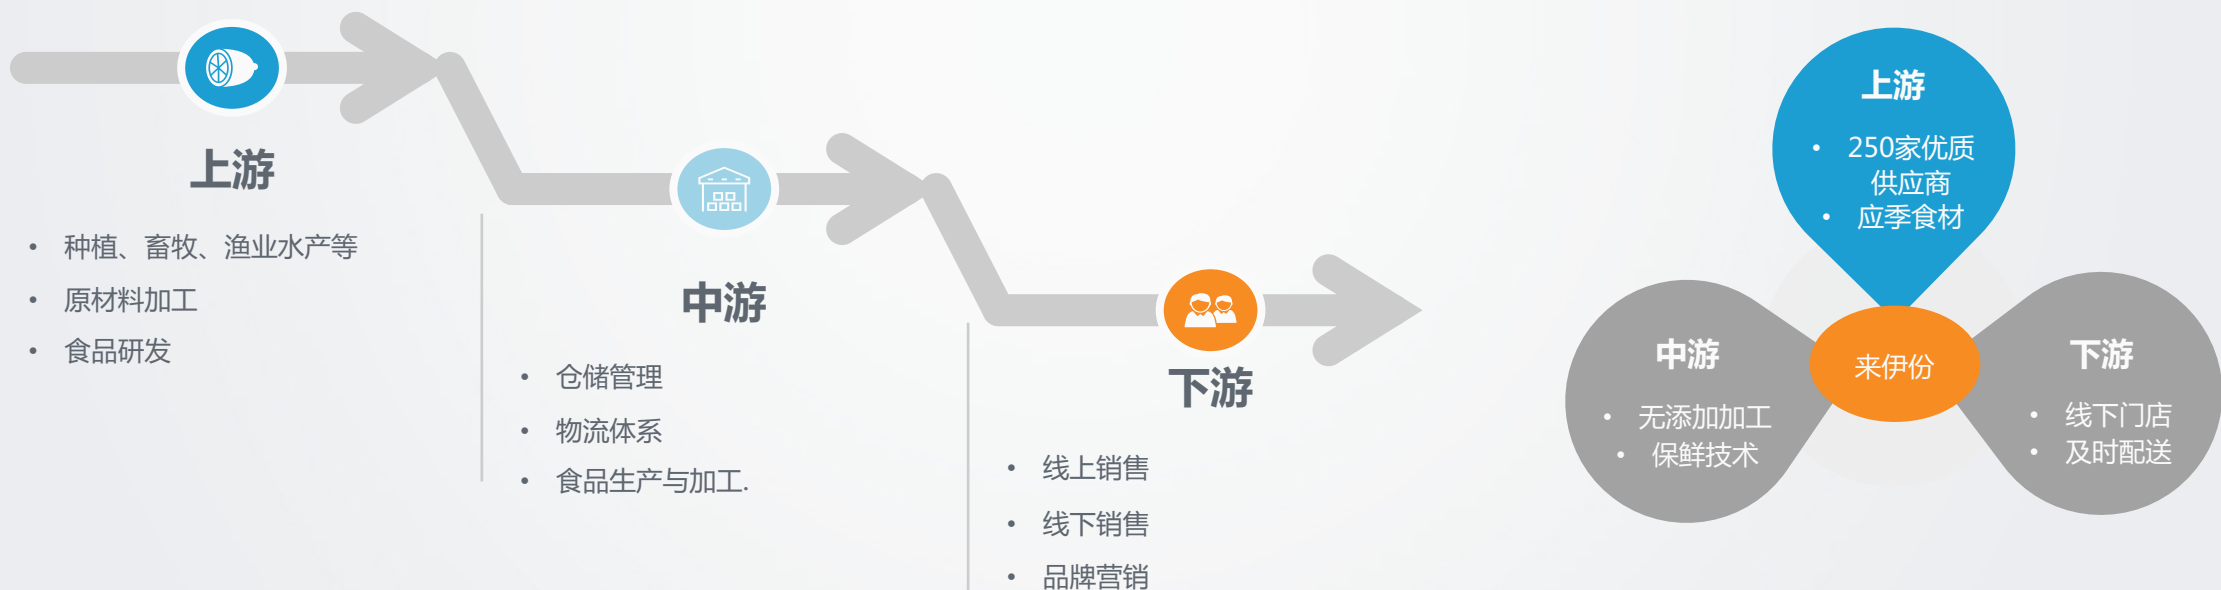 上游
• 种植、畜牧、渔业水产等
• 原材料加工
• 食品研发
中游
• 仓储管理
• 物流体系
• 食品生产与加工.
下游
• 线上销售
• 线下销售
• 品牌营销
上游
• 250家优质
供应商
• 应季食材
中游
• 无添加加工
• 保鲜技术
来伊份
下游
• 线下门店
• 及时配送